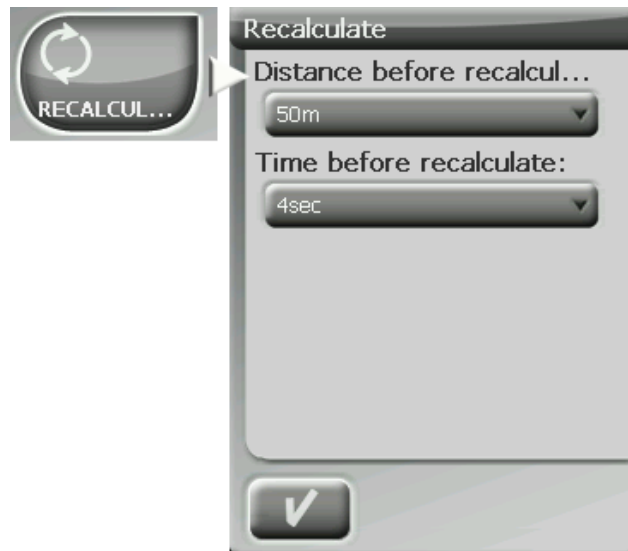 RECALCUL...
Recalculate
Distance before recalcul...
50m
Time before recalculate:
4sec